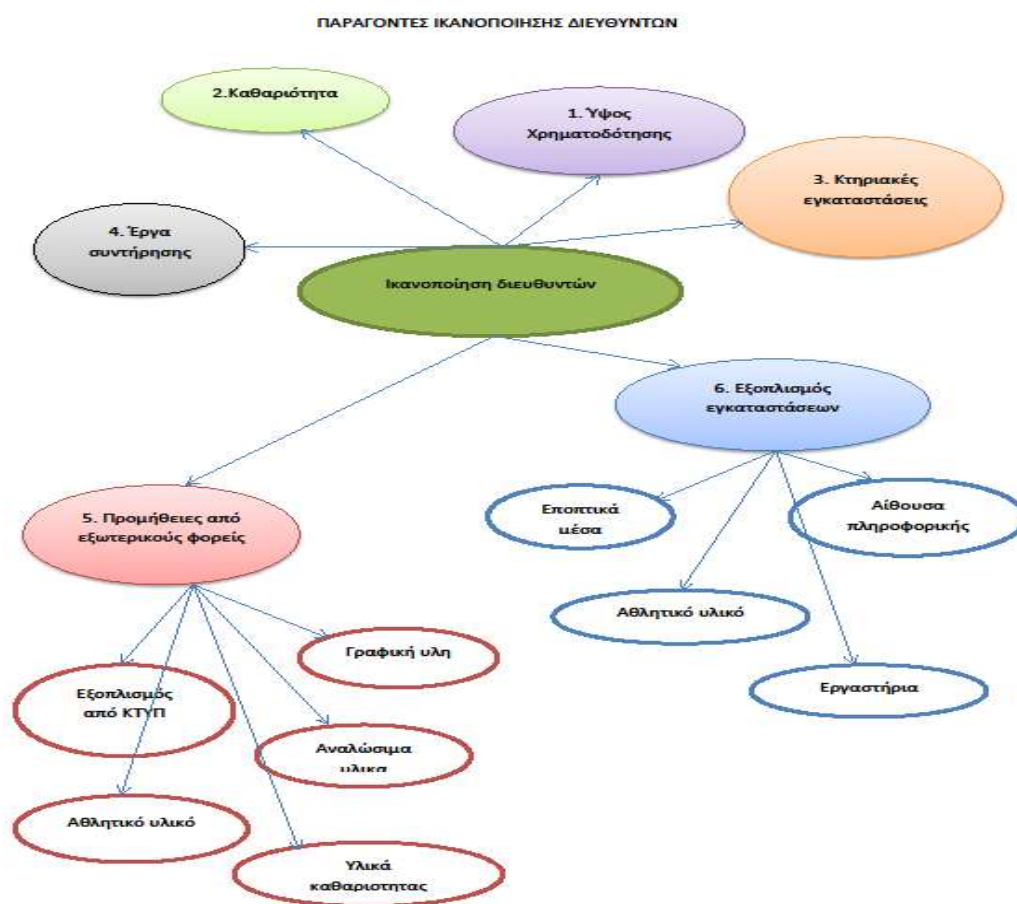 ΠΑΡΑΓΟΝΤΕΣ ΙΚΑΝΟΠΟΙΗΣΗΣ ΔΙΕΥΘΥΝΤΩΝ
2.Καθαριότητα
1. Ύψος
Χρηματοδότησης
3. Κτηριακές
εγκαταστάσεις
4. Έργα
συντήρησης
Ικανοποίηση διευθυντών
6. Εξοπλισμός
εγκαταστάσεων
5. Προμήθειες από
εξωτερικούς φορείς
Εποπτικά
μέσα
Αίθουσα
πληροφορικής
Αθλητικό υλικό
Εργαστήρια
Γραφική υλη
Εξοπλισμός
από ΚΤΥΠ
Αναλώσιμα
υλικα
Αθλητικό υλικό
Υλικά
καθαριοτητας